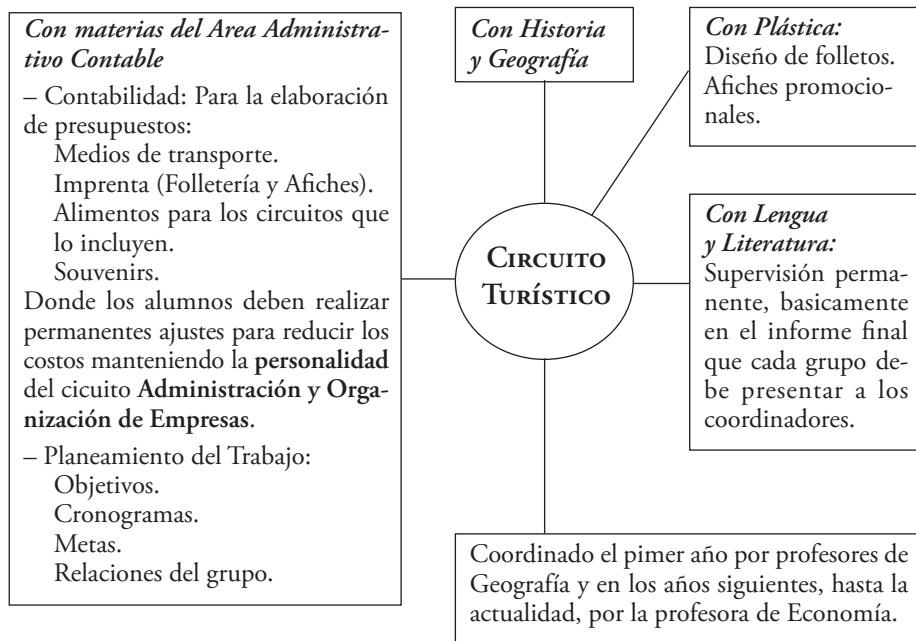 Con materias del Area Administra-
tivo Contable
– Contabilidad: Para la elaboración
de presupuestos:
Medios de transporte.
Imprenta (Folletería y Afiches).
Alimentos para los circuitos que
lo incluyen.
Souvenirs.
Donde los alumnos deben realizar
permanentes ajustes para reducir los
costos manteniendo la personalidad
del cicuito Administración y Orga-
nización de Empresas.
– Planeamiento del Trabajo:
Objetivos.
Cronogramas.
Metas.
Relaciones del grupo.
Con Historia
y Geografía
Con Plástica:
Diseño de folletos.
Afiches promocio-
nales.
Circuito
Turístico
Con Lengua
y Literatura:
Supervisión perma-
nente, basicamente
en el informe final
que cada grupo de-
be presentar a los
coordinadores.
Coordinado el pimer año por profesores de
Geografía y en los años siguientes, hasta la
actualidad, por la profesora de Economía.